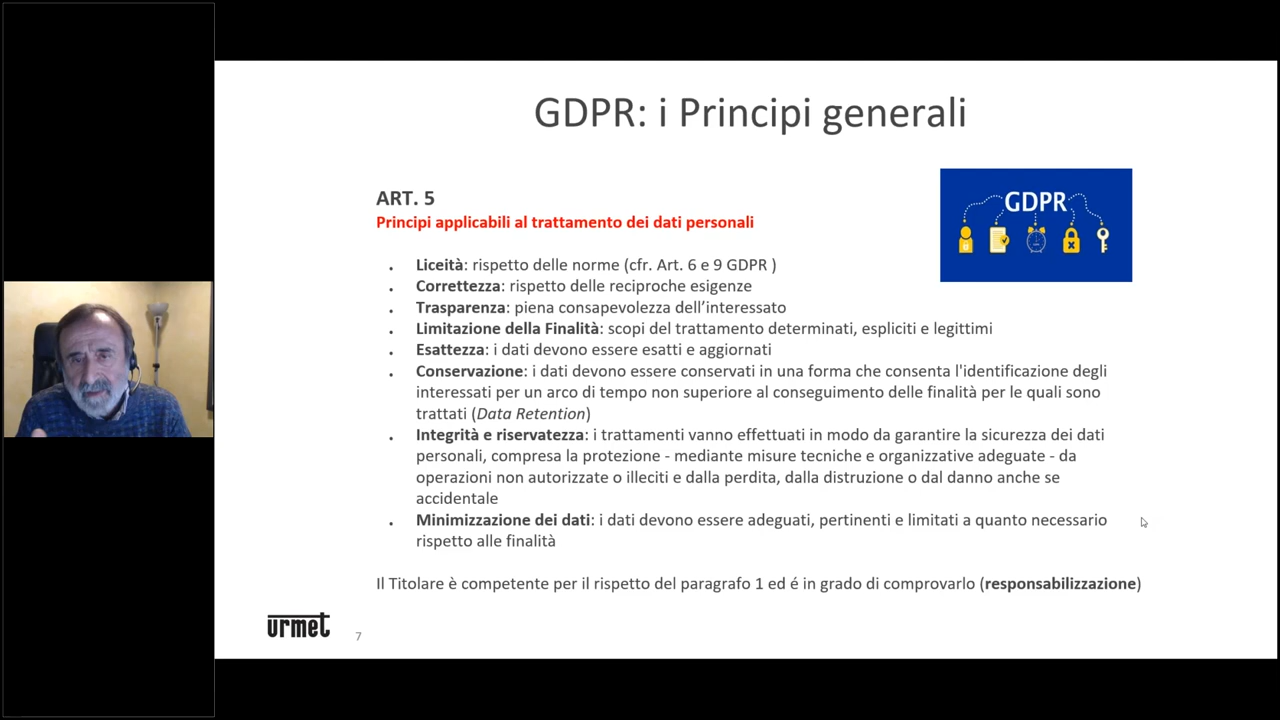 GDPR: i Principi generali
ART. 5
Principi applicabili al trattamento dei dati personali
GDPR
. Liceità: rispetto delle norme (cfr. Art. 6 e 9 GDPR )
. Correttezza: rispetto delle reciproche esigenze
. Trasparenza: piena consapevolezza dell’interessato
. Limitazione della Finalità: scopi del trattamento determinati, espliciti e legittimi
. Esattezza: i dati devono essere esatti e aggiornati
. Conservazione: i dati devono essere conservati in una forma che consenta l'identificazione degli
interessati per un arco di tempo non superiore al conseguimento delle finalità per le quali sono
trattati (Data Retention)
. Integrità e riservatezza: i trattamenti vanno effettuati in modo da garantire la sicurezza dei dati
personali, compresa la protezione - mediante misure tecniche e organizzative adeguate - da
operazioni non autorizzate o illeciti e dalla perdita, dalla distruzione o dal danno anche se
accidentale
. Minimizzazione dei dati: i dati devono essere adeguati, pertinenti e limitati a quanto necessario
rispetto alle finalità
Il Titolare è competente per il rispetto del paragrafo 1 ed é in grado di comprovarlo (responsabilizzazione)
urmet
7